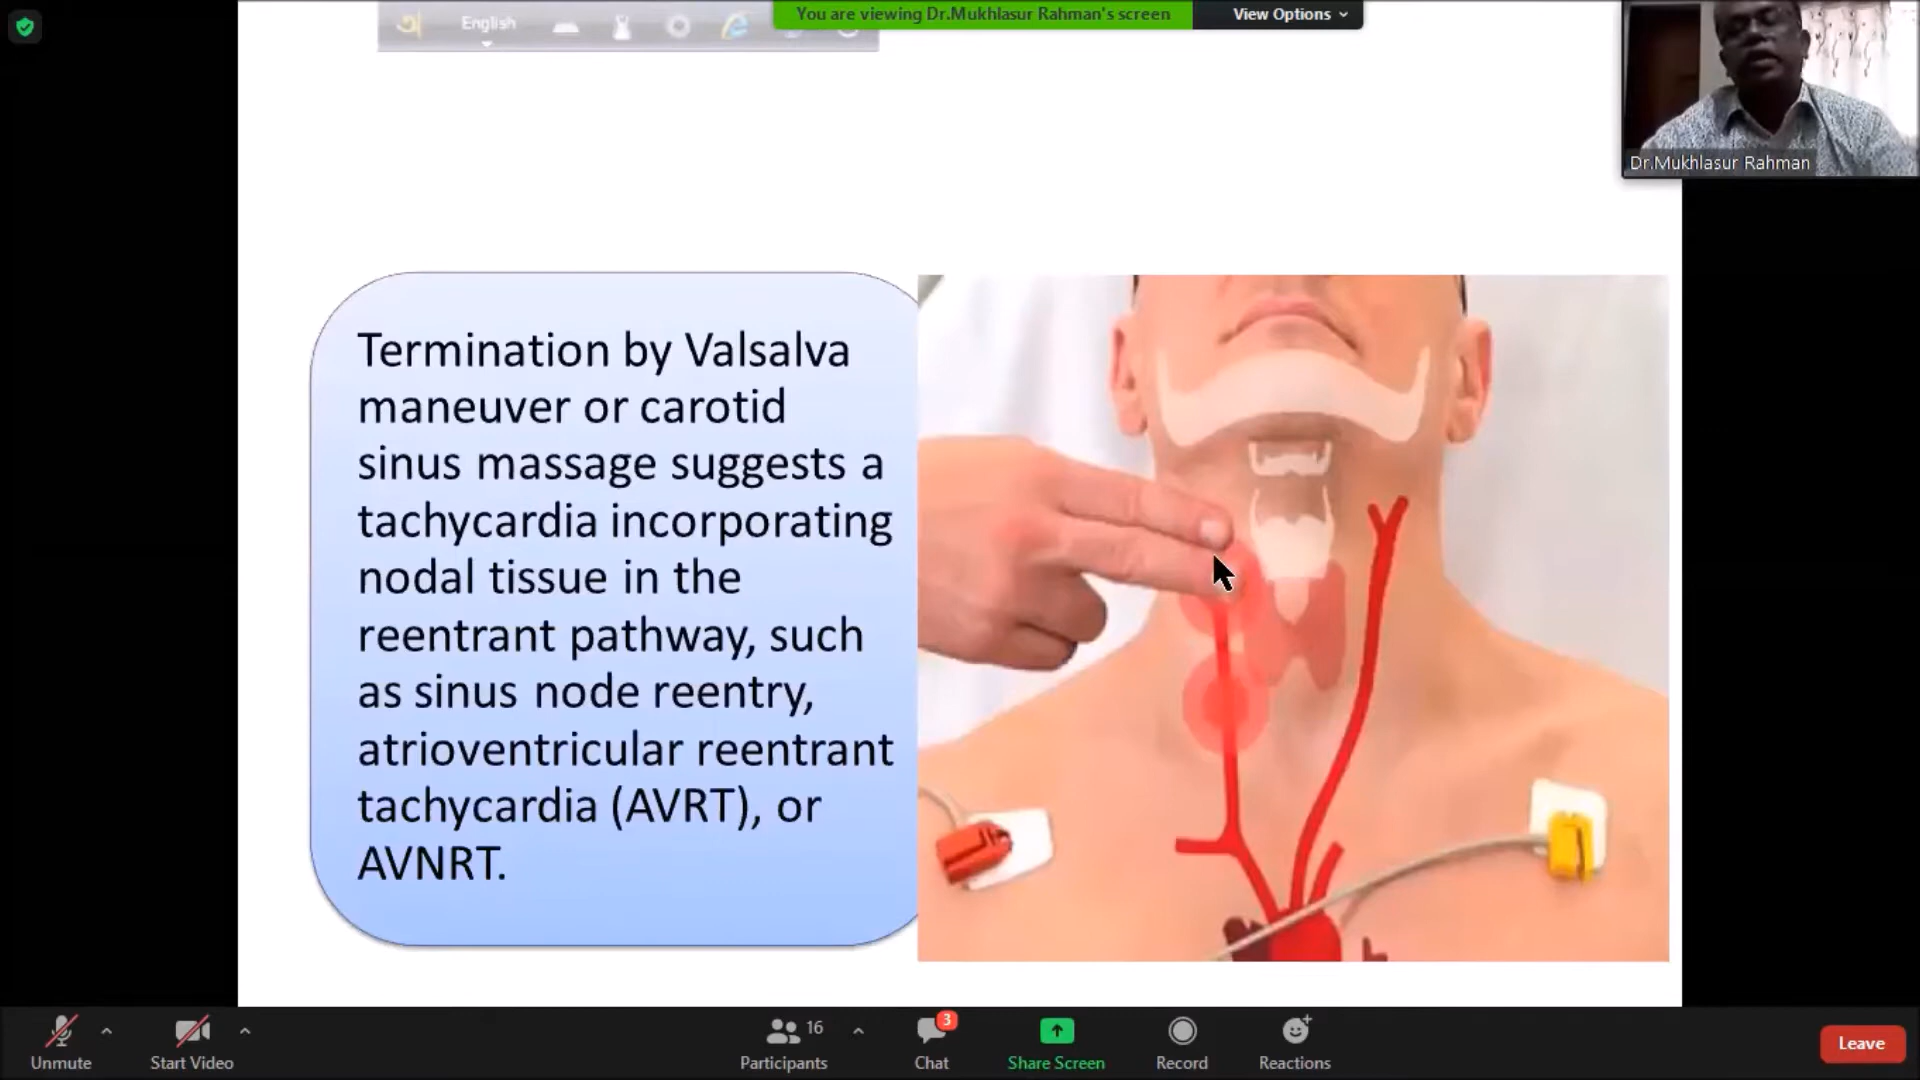 অ English
You are viewing Dr.Mukhlasur Rahman's screen
View Options
Dr.Mukhlasur Rahman
Termination by Valsalva
maneuver or carotid
sinus massage suggests a
tachycardia incorporating
nodal tissue in the
reentrant pathway, such
as sinus node reentry,
atrioventricular reentrant
tachycardia (AVRT), or
AVNRT.
Unmute
Start Video
16
Participants
3
Chat
Share Screen
Record
Reactions
Leave